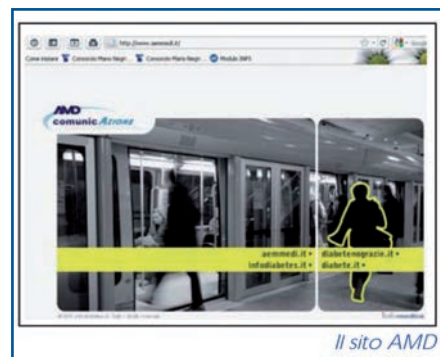 http://www.aemmedi.it/
Come iniziare Consorzio Mario Negri ... Consorzio Mario Negri ... Modulo INPS
AMD
comunicAzione
aemmedi.it
infodiabetes.it
diabetenograzie.it
diabete.it
Il sito AMD